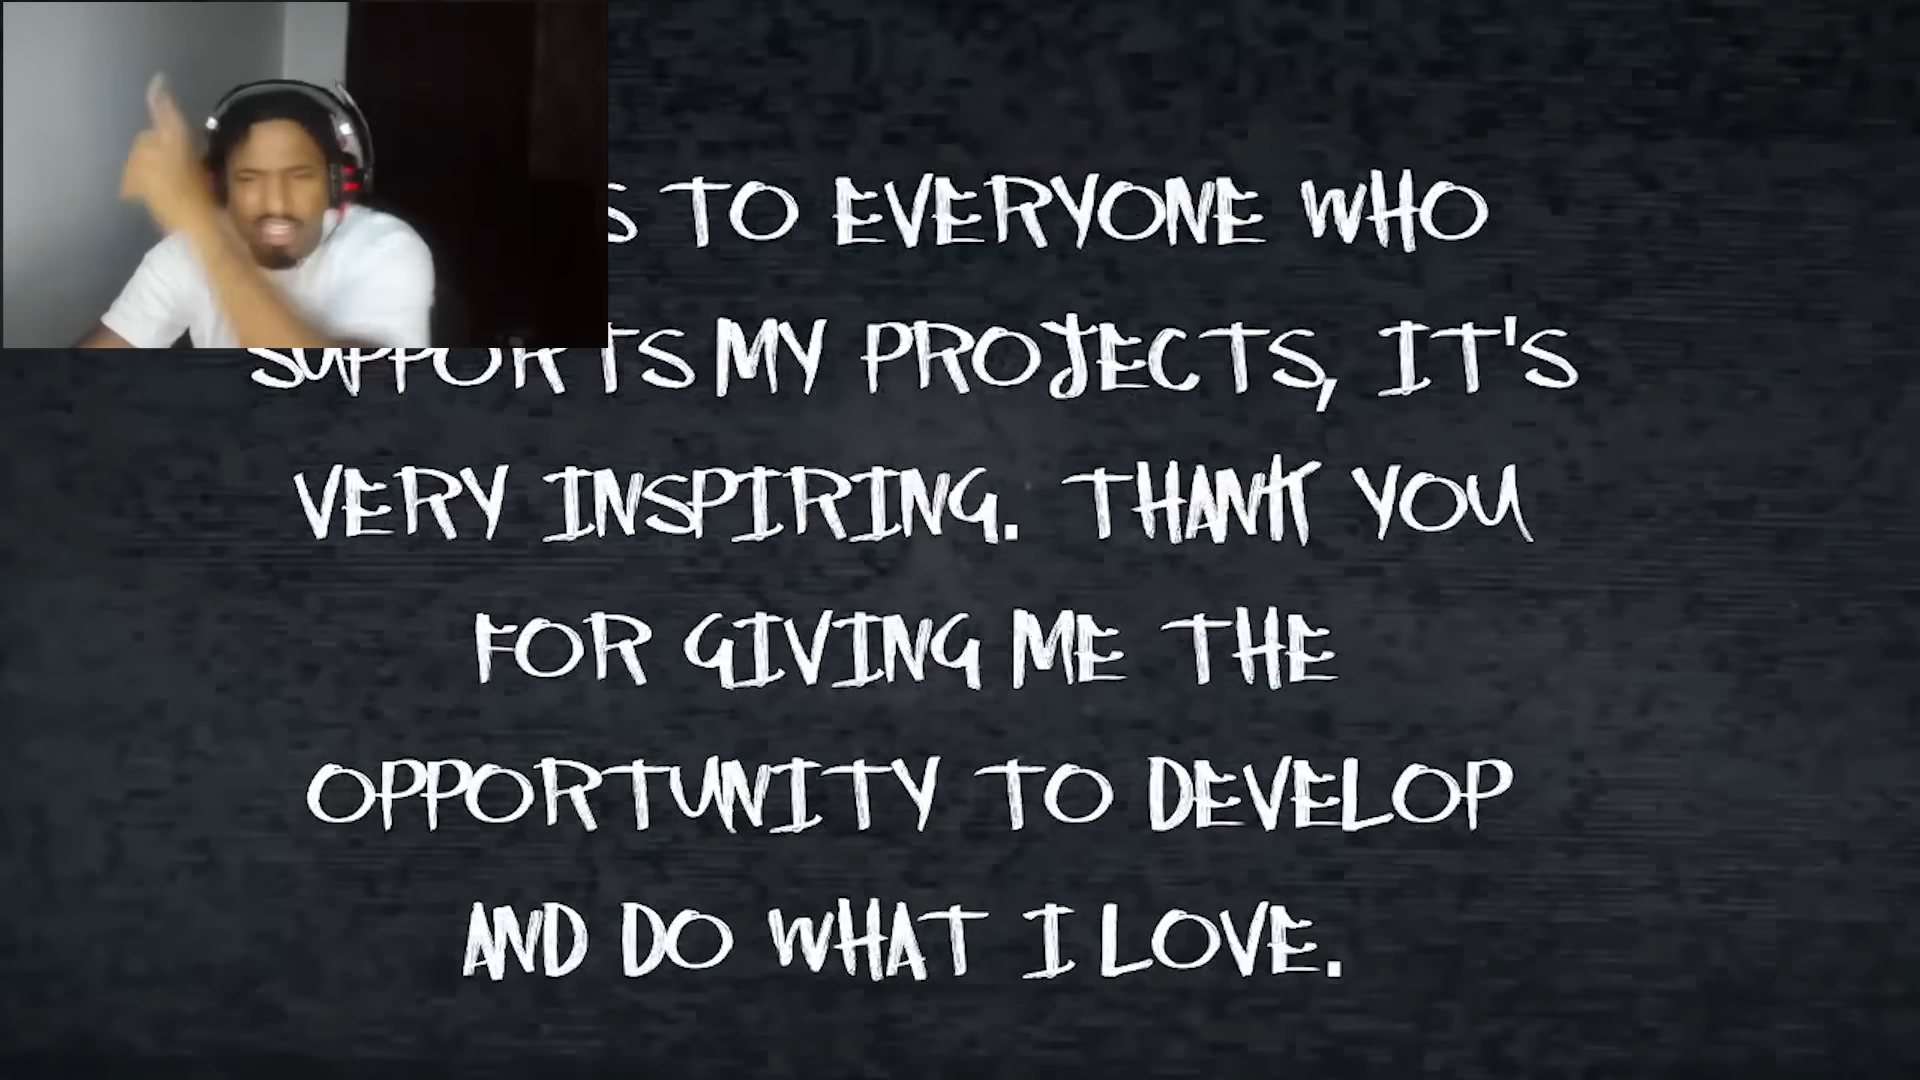 TO EVERYONE WHO
SUPPORTS MY PROJECTS, IT'S
VERY INSPIRING. THANK YOU
FOR GIVING ME THE
OPPORTUNITY TO DEVELOP
AND DO WHAT I LOVE.